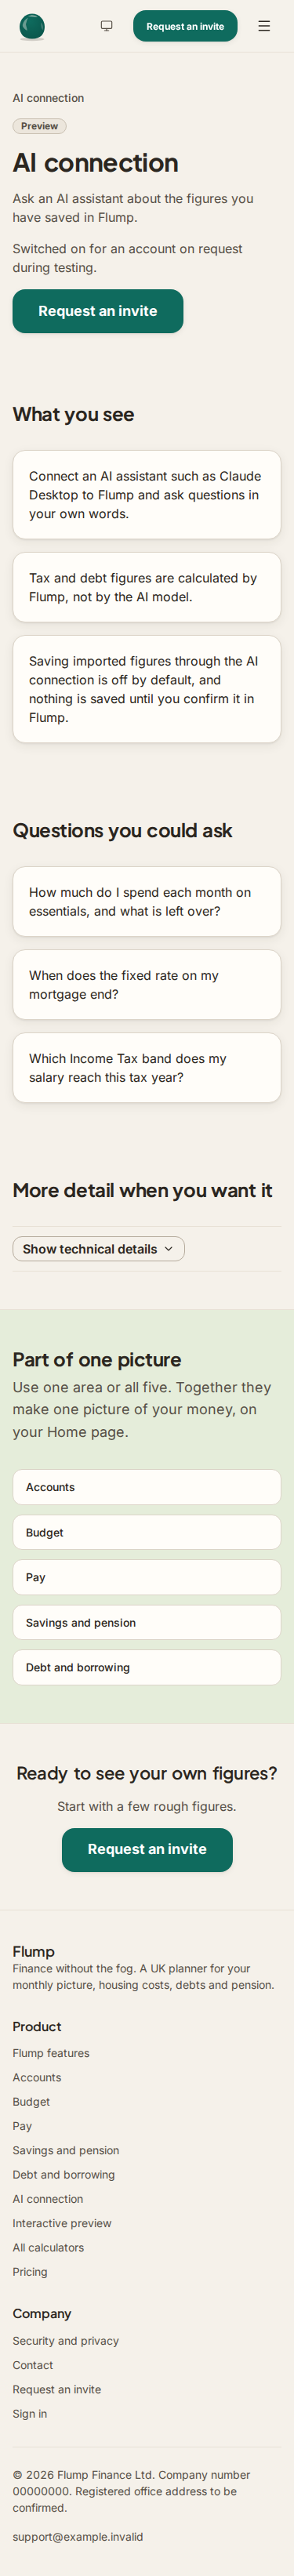 Request an invite
AI connection
Preview
AI connection
Ask an AI assistant about the figures you
have saved in Flump.
Switched on for an account on request
during testing.
Request an invite
What you see
Connect an AI assistant such as Claude
Desktop to Flump and ask questions in
your own words.
Tax and debt figures are calculated by
Flump, not by the AI model.
Saving imported figures through the AI
connection is off by default, and
nothing is saved until you confirm it in
Flump.
Questions you could ask
How much do I spend each month on
essentials, and what is left over?
When does the fixed rate on my
mortgage end?
Which Income Tax band does my
salary reach this tax year?
More detail when you want it
Show technical details
Part of one picture
Use one area or all five. Together they
make one picture of your money, on
your Home page.
Accounts
Budget
Pay
Savings and pension
Debt and borrowing
Ready to see your own figures?
Start with a few rough figures.
Request an invite
Flump
Finance without the fog. A UK planner for your
monthly picture, housing costs, debts and pension.
Product
Flump features
Accounts
Budget
Pay
Savings and pension
Debt and borrowing
AI connection
Interactive preview
All calculators
Pricing
Company
Security and privacy
Contact
Request an invite
Sign in
© 2026 Flump Finance Ltd. Company number
00000000. Registered office address to be
confirmed.
support@example.invalid